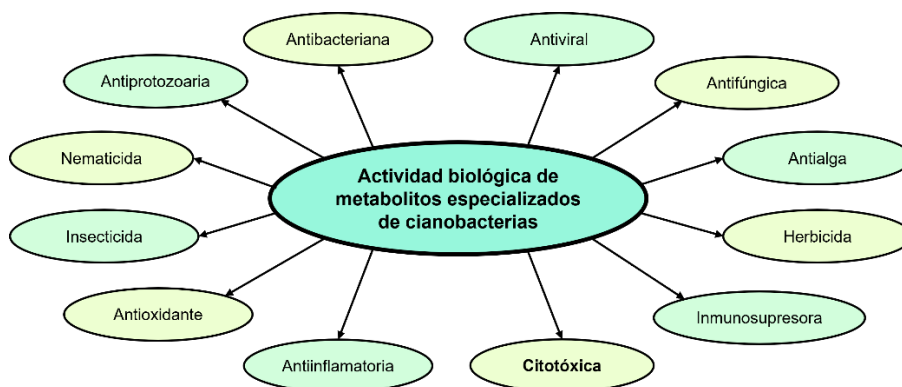 Antibacteriana
Antiviral
Antiprotozoaria
Antifúngica
Nematicida
Actividad biológica de
metabolitos especializados
de cianobacterias
Antialga
Insecticida
Herbicida
Antioxidante
Inmunosupresora
Antiinflamatoria
Citotóxica